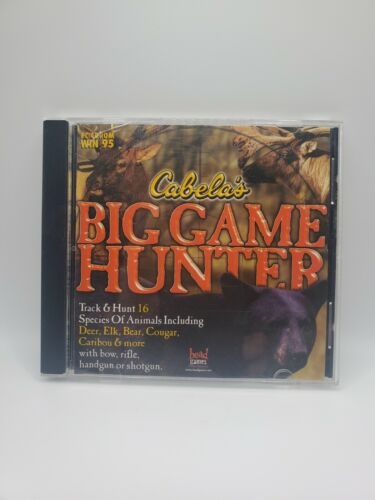 PC CD-ROM
WIN 95
Cabela's
BIG GAME
HUNTER
Track & Hunt 16
Species Of Animals Including
Deer, Elk, Bear, Cougar,
Caribou & more
with bow, rifle,
handgun or shotgun.
head
games